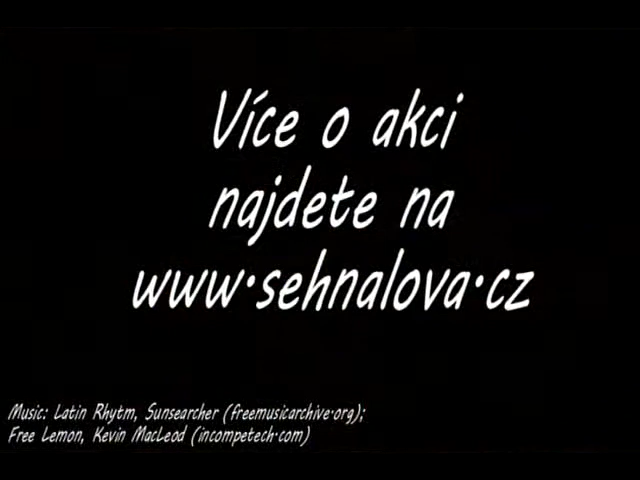 Více o akci
najdete na
www.sehnalova.cz
Music: Latin Rhytm, Sunsearcher (freemusicarchive.org);
Free Lemon, Kevin MacLeod (incompetech.com)